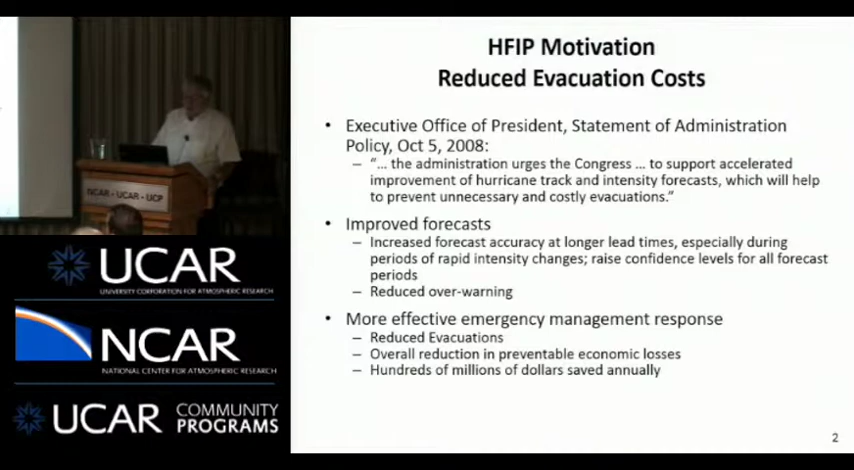 NCAR - UCAR - UCP
UCAR
UNIVERSITY CORPORATION FOR ATMOSPHERIC RESEARCH
NCAR
NATIONAL CENTER FOR ATMOSPHERIC RESEARCH
UCAR COMMUNITY
PROGRAMS
HFIP Motivation
Reduced Evacuation Costs
• Executive Office of President, Statement of Administration
Policy, Oct 5, 2008:
– “… the administration urges the Congress … to support accelerated
improvement of hurricane track and intensity forecasts, which will help
to prevent unnecessary and costly evacuations.”
• Improved forecasts
– Increased forecast accuracy at longer lead times, especially during
periods of rapid intensity changes; raise confidence levels for all forecast
periods
– Reduced over-warning
• More effective emergency management response
– Reduced Evacuations
– Overall reduction in preventable economic losses
– Hundreds of millions of dollars saved annually
2